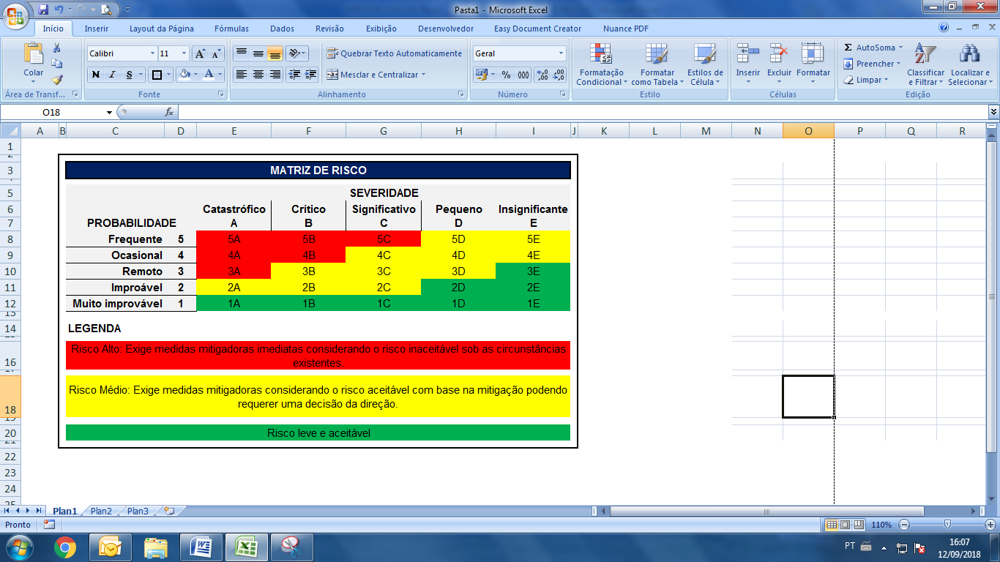 Pasta1 - Microsoft Excel
Início Inserir Layout da Página Fórmulas Dados Revisão Exibição Desenvolvedor Easy Document Creator Nuance PDF
Colar
Calibri 11
Quebrar Texto Automaticamente
Geral
Formatação Condicional
Formatar como Tabela
Estilos de Célula
Inserir Excluir Formatar
Σ AutoSoma
Preencher
Limpar
Classificar e Filtrar
Localizar e Selecionar
N I S
Mesclar e Centralizar
% 000
Área de Transf... Fonte Alinhamento Número Estilo Células Edição
O18 fx
A B C D E F G H I J K L M N O P Q R
1
2
3 MATRIZ DE RISCO
5 SEVERIDADE
6 Catastrófico Crítico Significativo Pequeno Insignificante
7 PROBABILIDADE A B C D E
8 Frequente 5 5A 5B 5C 5D 5E
9 Ocasional 4 4A 4B 4C 4D 4E
10 Remoto 3 3A 3B 3C 3D 3E
11 Improável 2 2A 2B 2C 2D 2E
12 Muito improvável 1 1A 1B 1C 1D 1E
13
14 LEGENDA
Risco Alto: Exige medidas mitigadoras imediatas considerando o risco inaceitável sob as circunstâncias
16 existentes.
Risco Médio: Exige medidas mitigadoras considerando o risco aceitável com base na mitigação podendo
requerer uma decisão da direção.
18
20 Risco leve e aceitável
22
23
24
25
Plan1 Plan2 Plan3
Pronto 110%
PT 16:07
12/09/2018